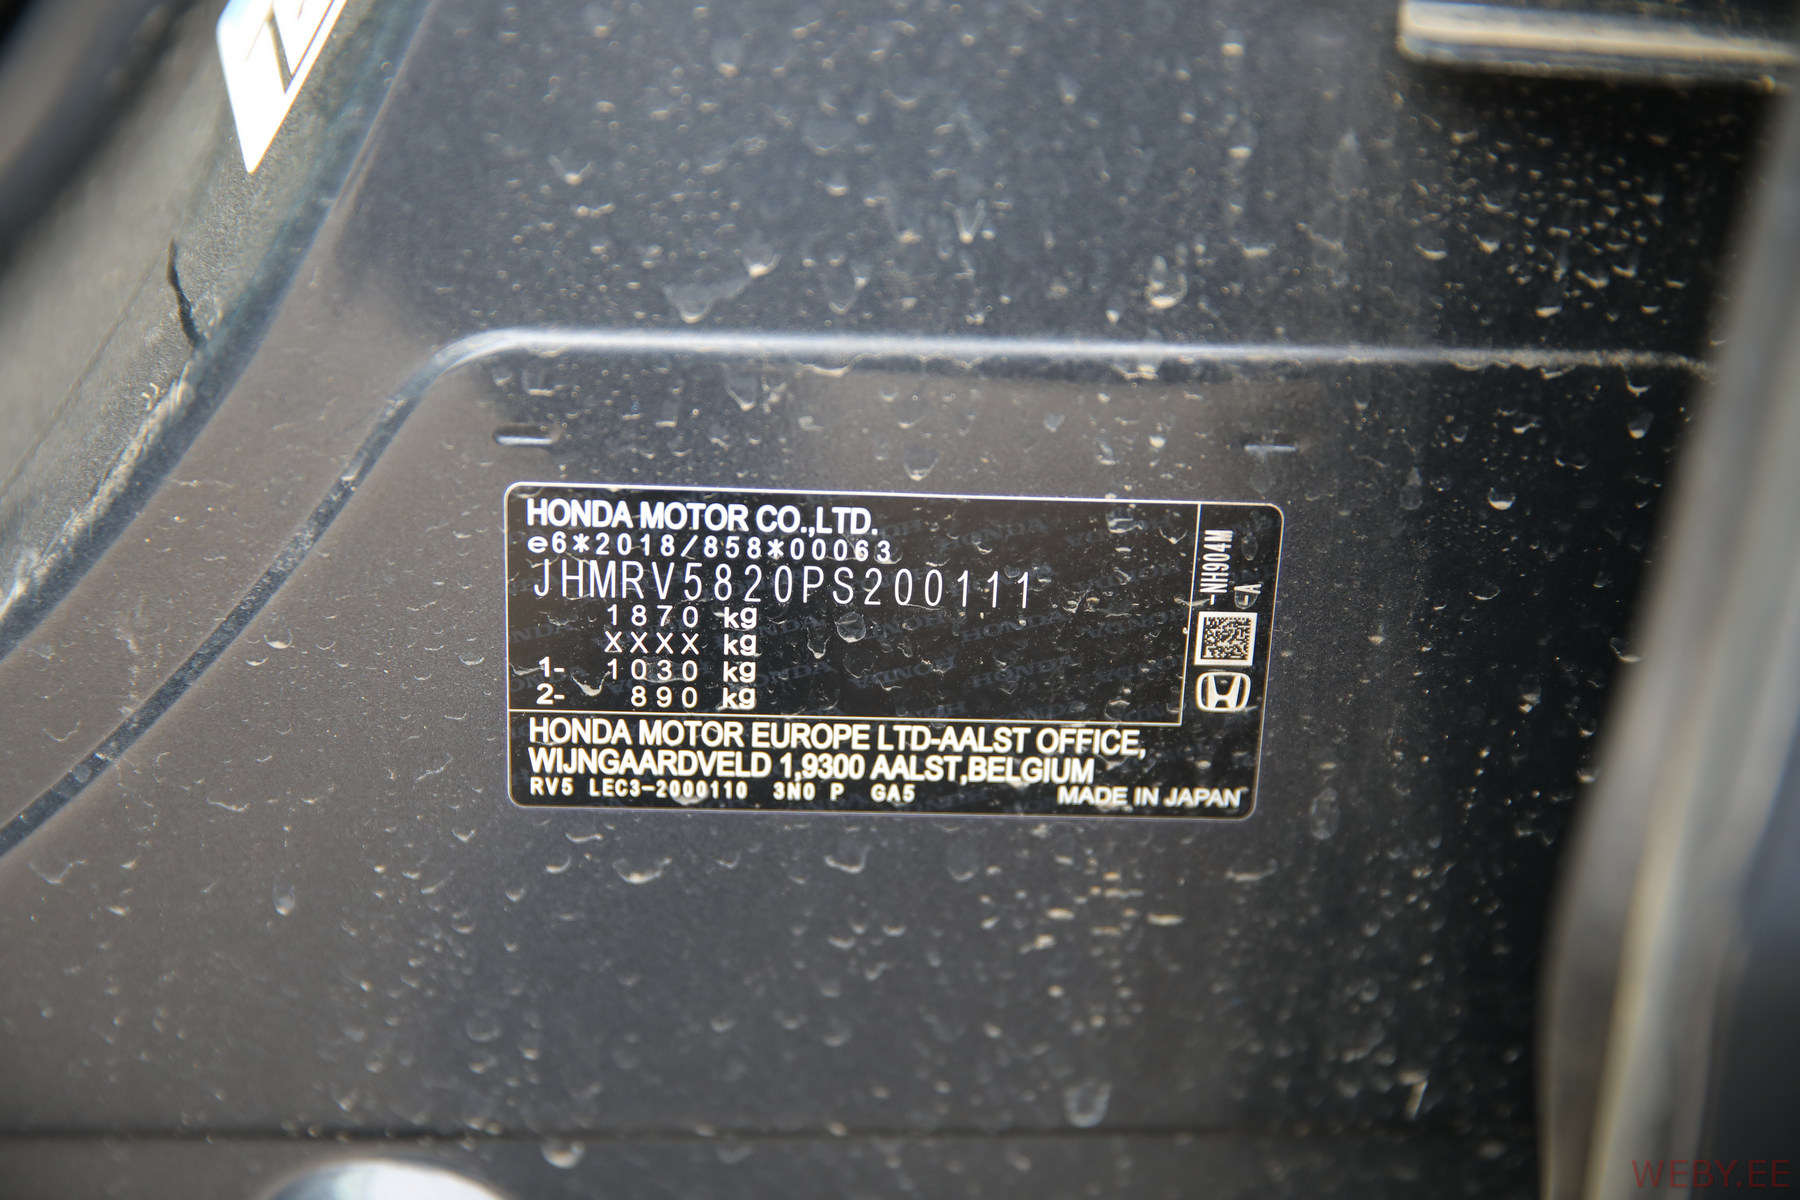 HONDA MOTOR CO.,LTD.
e6*2018/858*00063
JHMRV5820PS200111
1870 kg
XXXX kg
1- 1030 kg
2- 890 kg
-NH904M
-A
HONDA MOTOR EUROPE LTD-AALST OFFICE,
WIJNGAARDVELD 1,9300 AALST,BELGIUM
RV5 LEC3-2000110 3N0 P GA5
MADE IN JAPAN
WEBY.EE